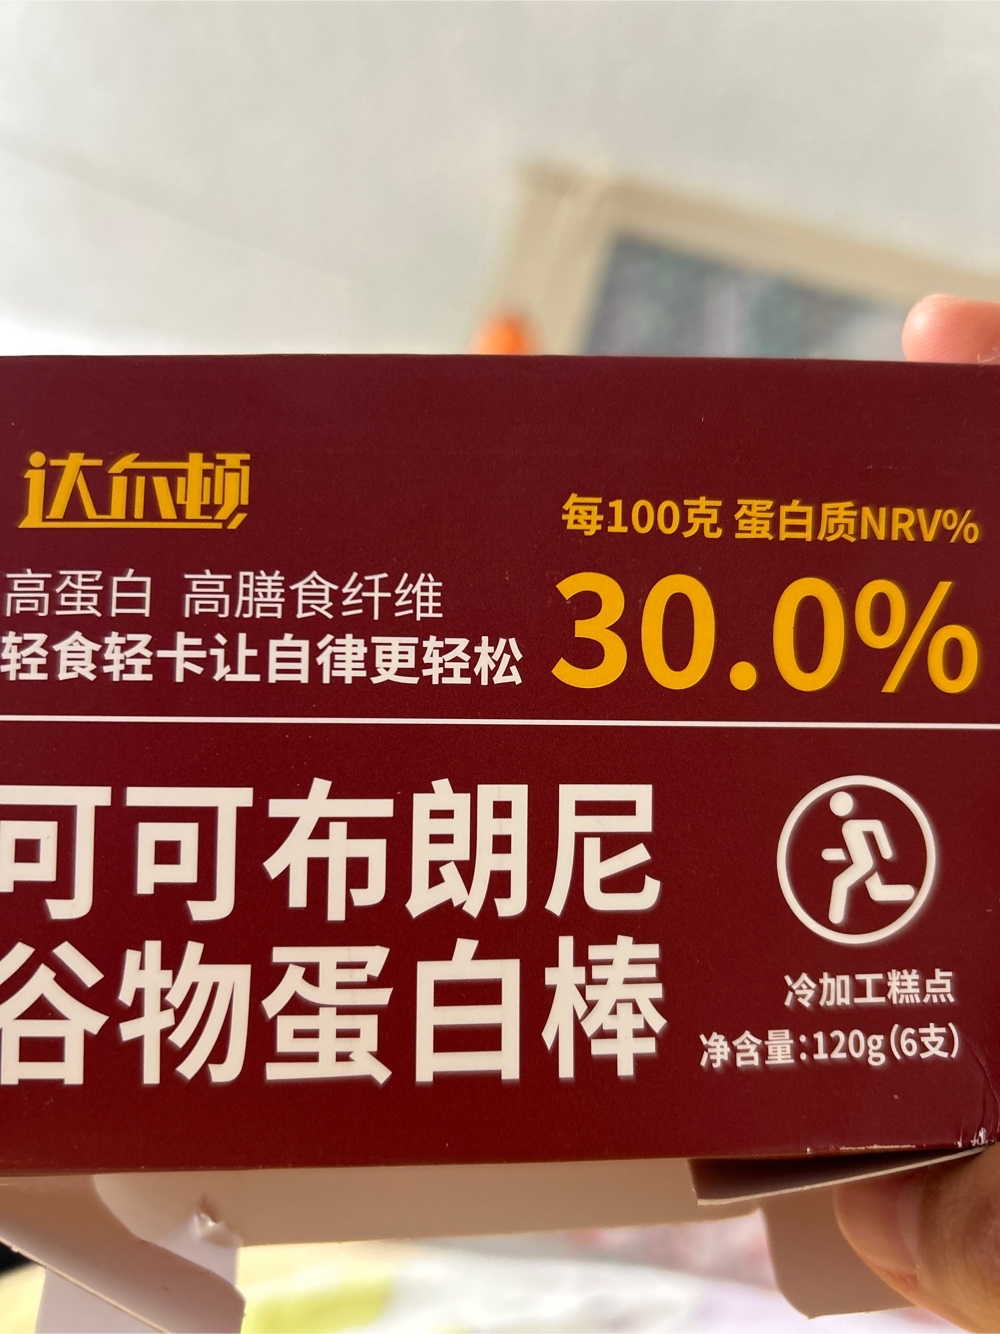 达尔顿
每100克 蛋白质NRV%
30.0%
高蛋白 高膳食纤维
轻食轻卡让自律更轻松
可可布朗尼
谷物蛋白棒
冷加工糕点
净含量:120g(6支)